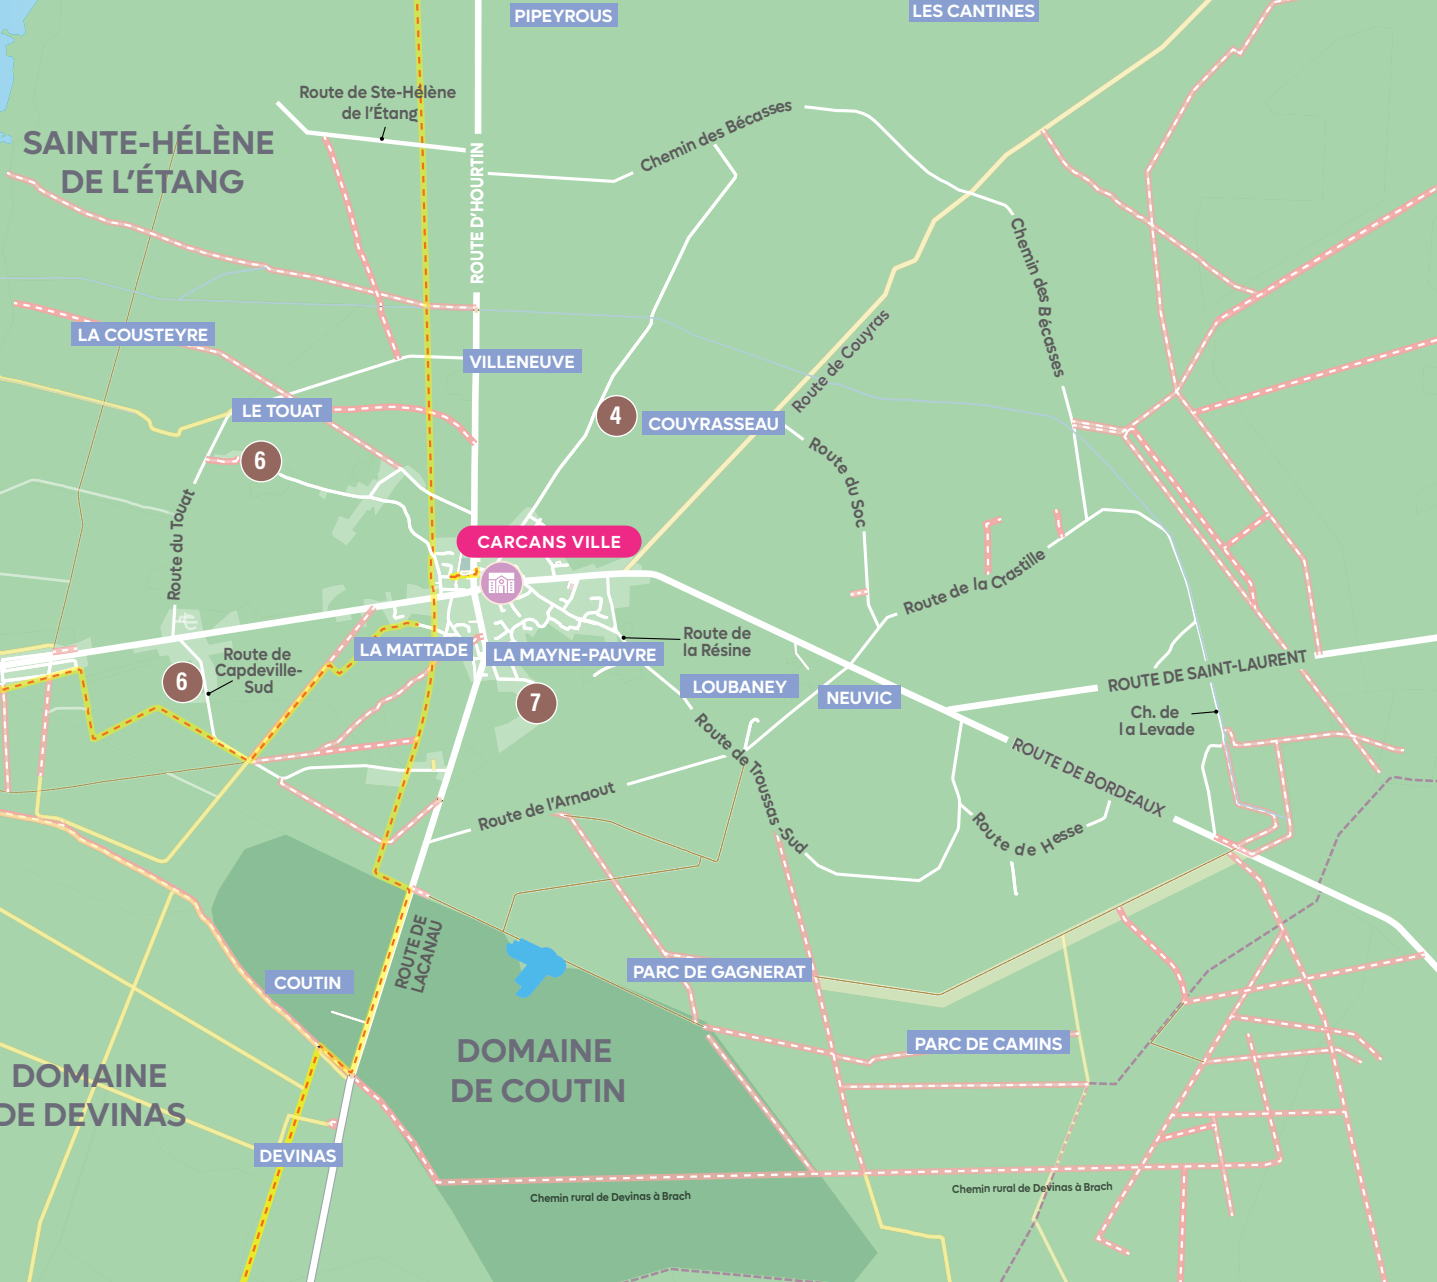 PIPEYROUS
LES CANTINES
Route de Ste-Hélène
de l'Étang
SAINTE-HÉLÈNE
DE L'ÉTANG
Chemin des Bécasses
ROUTE D'HOURTIN
Chemin des Bécasses
LA COUSTEYRE
VILLENEUVE
Route de Couyras
LE TOUAT
4
COUYRASSEAU
6
Route du Soc
Route du Touat
CARCANS VILLE
Route de la Crastille
LA MATTADE
LA MAYNE-PAUVRE
Route de
la Résine
Route de
Capdeville-
Sud
6
7
LOUBANEY
NEUVIC
ROUTE DE SAINT-LAURENT
Ch. de
la Levade
Route de Troussas-Sud
ROUTE DE BORDEAUX
Route de l'Arnaout
Route de Hesse
ROUTE DE
LACANAU
COUTIN
PARC DE GAGNERAT
DOMAINE
DE COUTIN
PARC DE CAMINS
DOMAINE
DE DEVINAS
DEVINAS
Chemin rural de Devinas à Brach
Chemin rural de Devinas à Brach